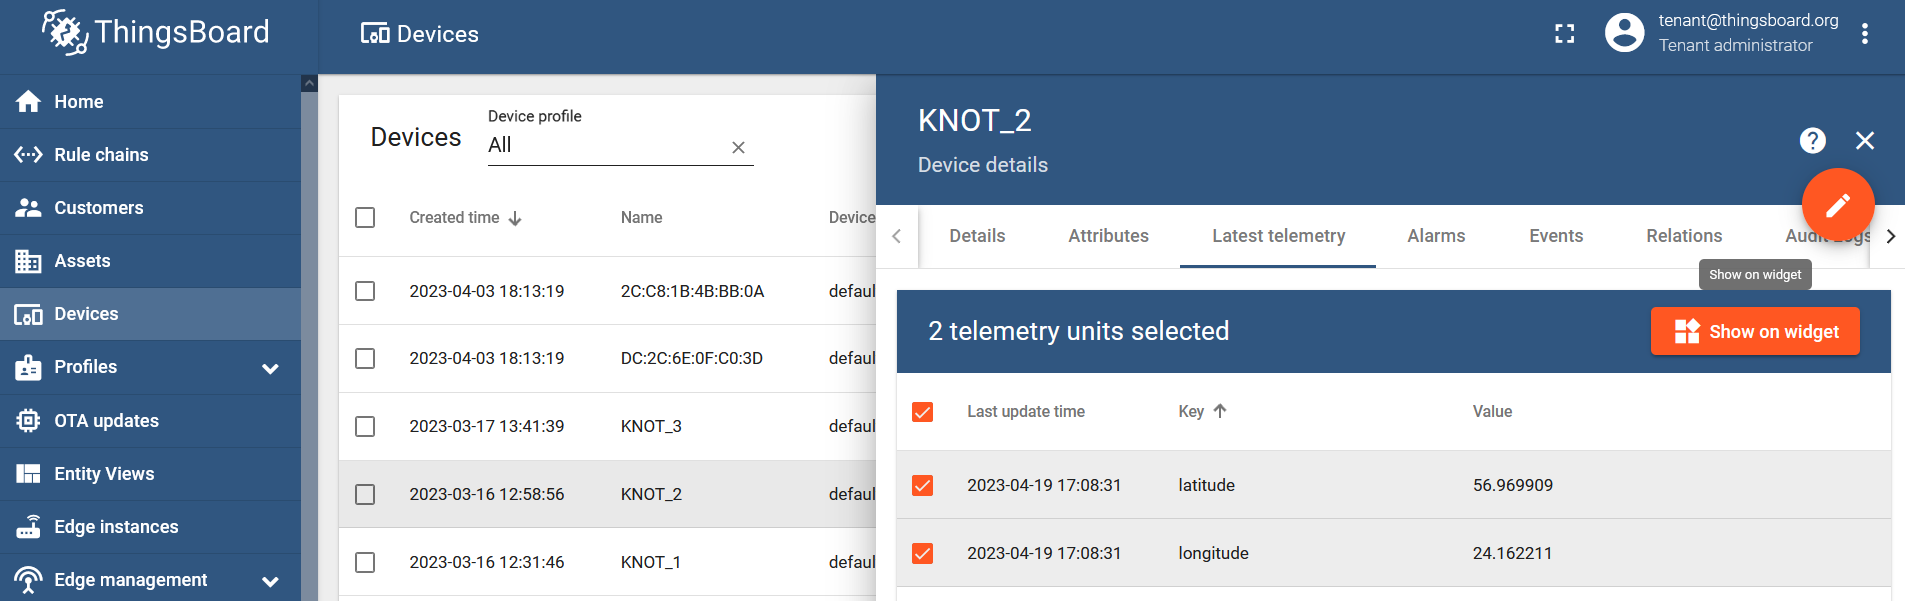 ThingsBoard
Devices
tenant@thingsboard.org
Tenant administrator
Home
Rule chains
Customers
Assets
Devices
Profiles
OTA updates
Entity Views
Edge instances
Edge management
Devices
Device profile
All
Created time Name Device
2023-04-03 18:13:19 2C:C8:1B:4B:BB:0A defaul
2023-04-03 18:13:19 DC:2C:6E:0F:C0:3D defaul
2023-03-17 13:41:39 KNOT_3 defaul
2023-03-16 12:58:56 KNOT_2 defaul
2023-03-16 12:31:46 KNOT_1 defaul
KNOT_2
Device details
Details Attributes Latest telemetry Alarms Events Relations Audit Logs
Show on widget
2 telemetry units selected
Show on widget
Last update time Key Value
2023-04-19 17:08:31 latitude 56.969909
2023-04-19 17:08:31 longitude 24.162211